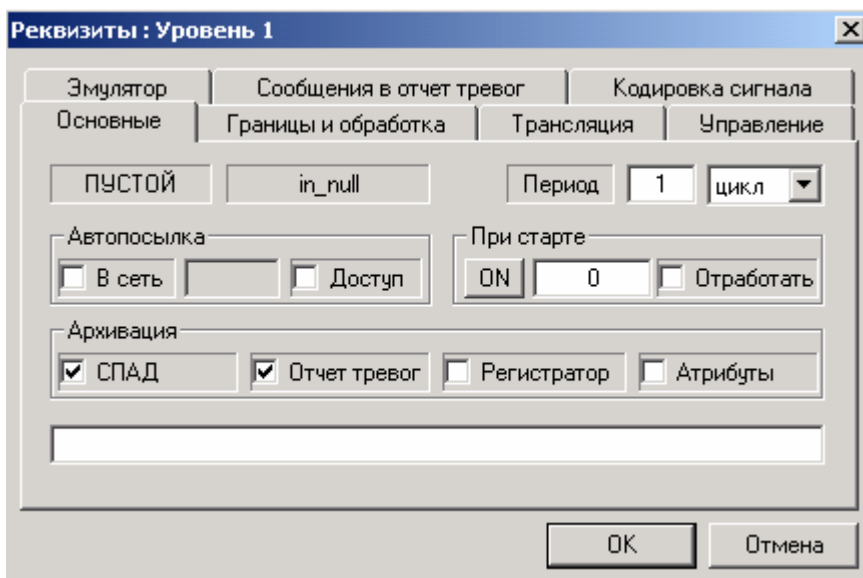 Реквизиты : Уровень 1
Эмулятор Сообщения в отчет тревог Кодировка сигнала
Основные Границы и обработка Трансляция Управление
ПУСТОЙ in_null Период 1 цикл
Автопосылка При старте
В сеть Доступ ON 0 Отработать
Архивация
СПАД Отчет тревог Регистратор Атрибуты
OK Отмена